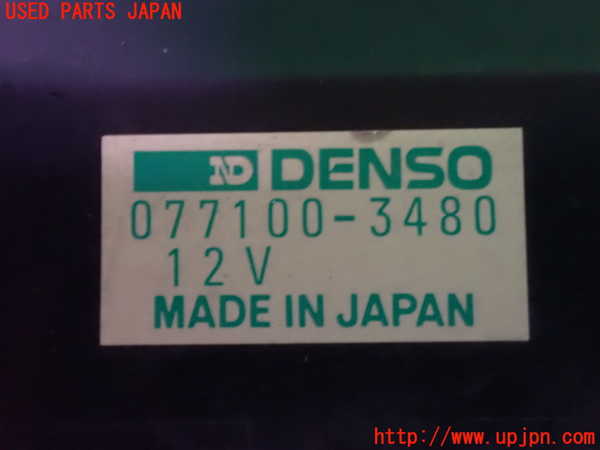 USED PARTS JAPAN
ND DENSO
077100-3480
12V
MADE IN JAPAN
http://www.upjpn.com/